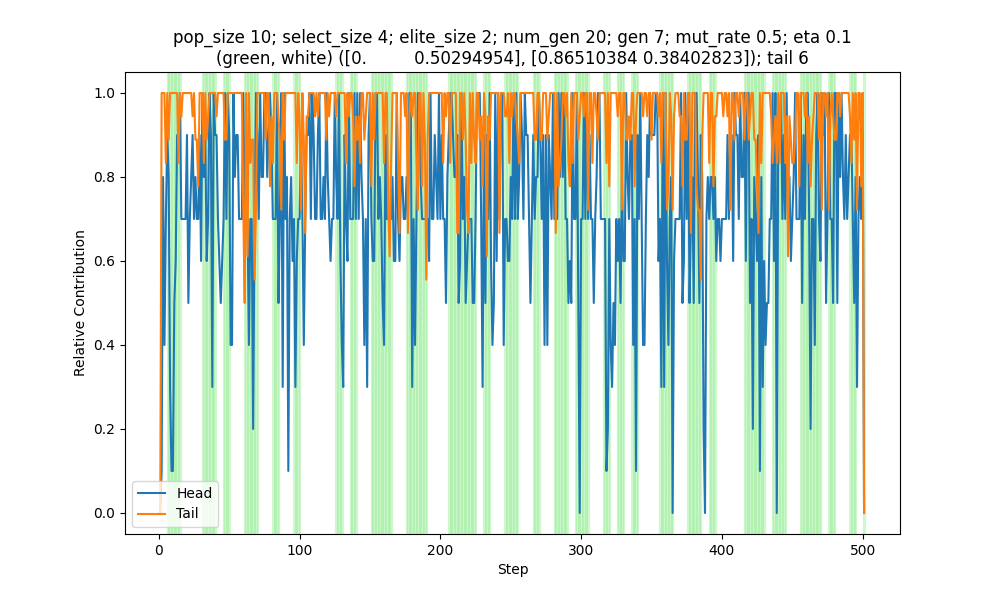 pop_size 10; select_size 4; elite_size 2; num_gen 20; gen 7; mut_rate 0.5; eta 0.1
(green, white) ([0.         0.50294954], [0.86510384 0.38402823]); tail 6
1.0
0.8
0.6
0.4
0.2
0.0
Relative Contribution
Head
Tail
0
100
200
300
400
500
Step